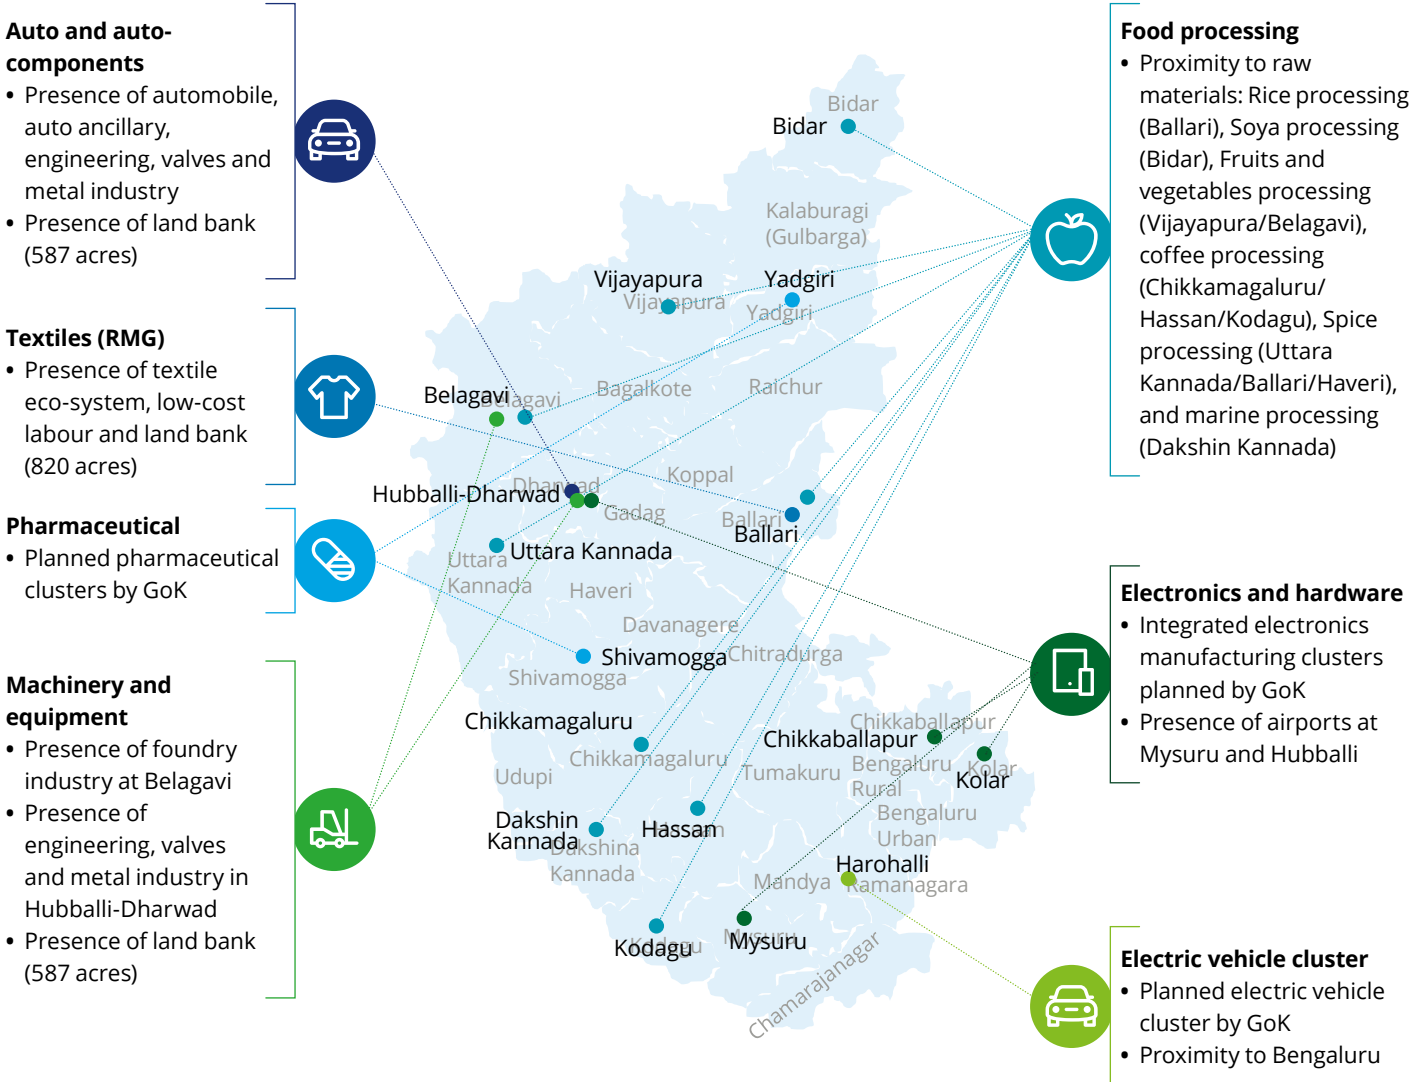 Auto and auto-
components
• Presence of automobile,
auto ancillary,
engineering, valves and
metal industry
• Presence of land bank
(587 acres)
Textiles (RMG)
• Presence of textile
eco-system, low-cost
labour and land bank
(820 acres)
Pharmaceutical
• Planned pharmaceutical
clusters by GoK
Machinery and
equipment
• Presence of foundry
industry at Belagavi
• Presence of
engineering, valves
and metal industry in
Hubballi-Dharwad
• Presence of land bank
(587 acres)
Bidar
Bidar
Kalaburagi
(Gulbarga)
Vijayapura
Vijayapura
Yadgiri
Yadgiri
Belagavi
Belagavi
Bagalkote
Raichur
Koppal
Dharwad
Hubballi-Dharwad
Gadag
Ballari
Ballari
Uttara Kannada
Uttara
Kannada
Haveri
Davanagere
Shivamogga
Chitradurga
Shivamogga
Chikkamagaluru
Chikkamagaluru
Udupi
Tumakuru
Chikkaballapur
Chikkaballapur
Bengaluru
Rural
Kolar
Kolar
Bengaluru
Urban
Dakshin
Kannada
Dakshina
Kannada
Hassan
Hassan
Harohalli
Mandya
Ramanagara
Kodagu
Kodagu
Mysuru
Mysuru
Chamarajanagar
Food processing
• Proximity to raw
materials: Rice processing
(Ballari), Soya processing
(Bidar), Fruits and
vegetables processing
(Vijayapura/Belagavi),
coffee processing
(Chikkamagaluru/
Hassan/Kodagu), Spice
processing (Uttara
Kannada/Ballari/Haveri),
and marine processing
(Dakshin Kannada)
Electronics and hardware
• Integrated electronics
manufacturing clusters
planned by GoK
• Presence of airports at
Mysuru and Hubballi
Electric vehicle cluster
• Planned electric vehicle
cluster by GoK
• Proximity to Bengaluru